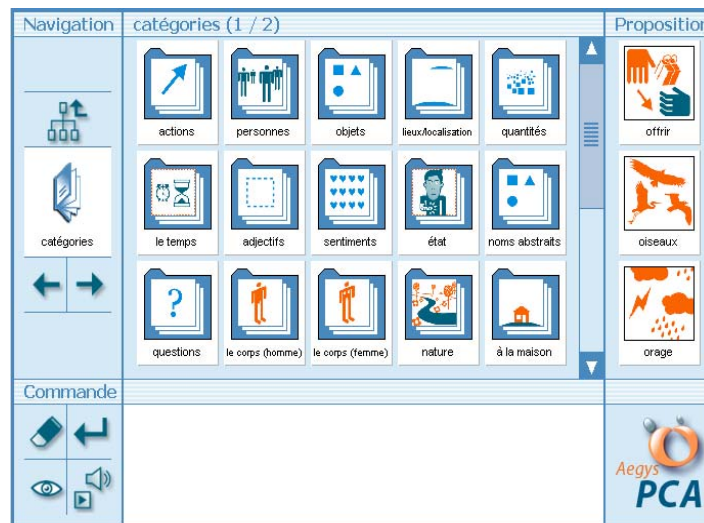 Navigation
catégories (1 / 2)
Proposition
actions
personnes
objets
lieux/localisation
quantités
offrir
catégories
le temps
adjectifs
sentiments
état
noms abstraits
oiseaux
?
questions
le corps (homme)
le corps (femme)
nature
à la maison
orage
Commande
Aegys
PCA